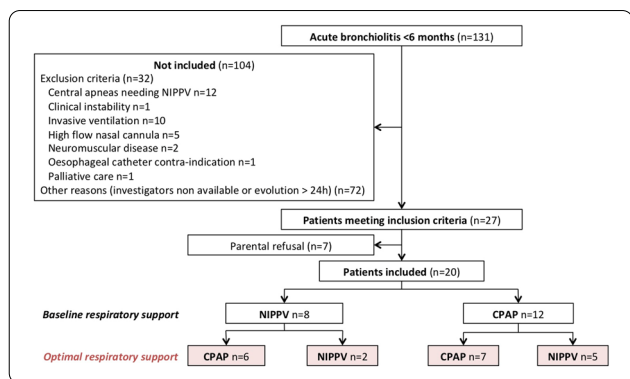 Acute bronchiolitis <6 months (n=131)
Not included (n=104)
Exclusion criteria (n=32)
Central apneas needing NIPPV n=12
Clinical instability n=1
Invasive ventilation n=10
High flow nasal cannula n=5
Neuromuscular disease n=2
Oesophageal catheter contra-indication n=1
Palliative care n=1
Other reasons (investigators non available or evolution > 24h) (n=72)
Patients meeting inclusion criteria (n=27)
Parental refusal (n=7)
Patients included (n=20)
Baseline respiratory support NIPPV n=8 CPAP n=12
Optimal respiratory support CPAP n=6 NIPPV n=2 CPAP n=7 NIPPV n=5